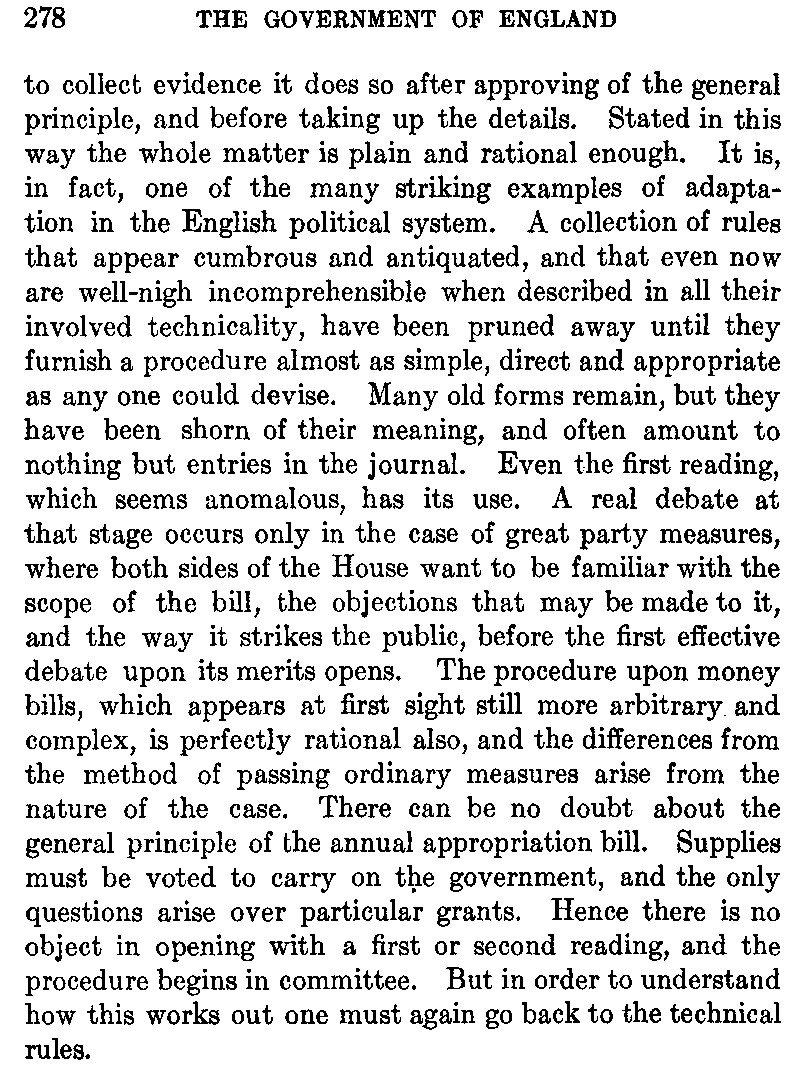 278 THE GOVERNMENT OF ENGLAND
to collect evidence it does so after approving of the general
principle, and before taking up the details. Stated in this
way the whole matter is plain and rational enough. It is,
in fact, one of the many striking examples of adapta-
tion in the English political system. A collection of rules
that appear cumbrous and antiquated, and that even now
are well-nigh incomprehensible when described in all their
involved technicality, have been pruned away until they
furnish a procedure almost as simple, direct and appropriate
as any one could devise. Many old forms remain, but they
have been shorn of their meaning, and often amount to
nothing but entries in the journal. Even the first reading,
which seems anomalous, has its use. A real debate at
that stage occurs only in the case of great party measures,
where both sides of the House want to be familiar with the
scope of the bill, the objections that may be made to it,
and the way it strikes the public, before the first effective
debate upon its merits opens. The procedure upon money
bills, which appears at first sight still more arbitrary and
complex, is perfectly rational also, and the differences from
the method of passing ordinary measures arise from the
nature of the case. There can be no doubt about the
general principle of the annual appropriation bill. Supplies
must be voted to carry on the government, and the only
questions arise over particular grants. Hence there is no
object in opening with a first or second reading, and the
procedure begins in committee. But in order to understand
how this works out one must again go back to the technical
rules.